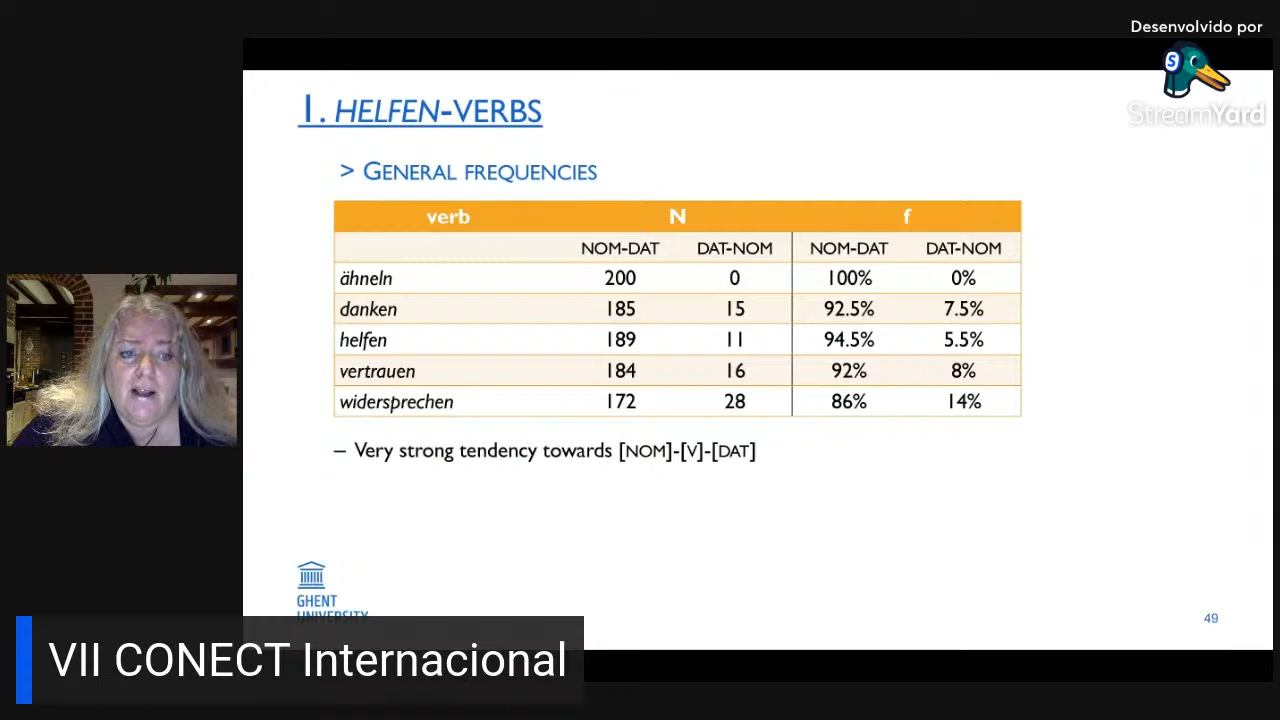 Desenvolvido por
StreamYard
1. HELFEN-VERBS
> GENERAL FREQUENCIES
verb N f
NOM-DAT DAT-NOM NOM-DAT DAT-NOM
ähneln 200 0 100% 0%
danken 185 15 92.5% 7.5%
helfen 189 11 94.5% 5.5%
vertrauen 184 16 92% 8%
widersprechen 172 28 86% 14%
– Very strong tendency towards [NOM]-[V]-[DAT]
GHENT
UNIVERSITY
49
VII CONECT Internacional